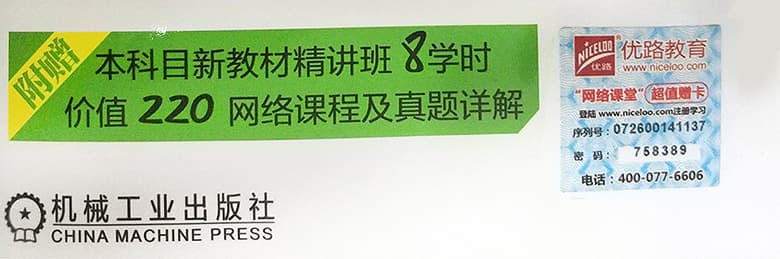 附赠
本科目新教材精讲班8学时
价值 220 网络课程及真题详解
机械工业出版社
CHINA MACHINE PRESS
NICELOO
优路
优路教育
www.niceloo.com
"网络课堂" 超值赠卡
登陆 www.niceloo.com注册学习
序列号: 072600141137
密 码: 758389
电话: 400-077-6606